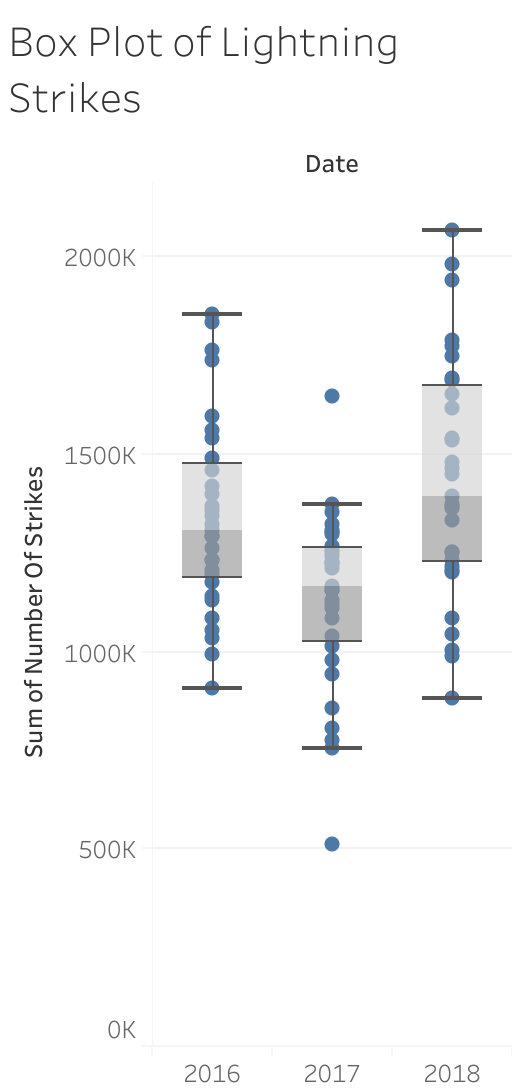 Box Plot of Lightning
Strikes
Date
Sum of Number Of Strikes
2000K
1500K
1000K
500K
0K
2016 2017 2018